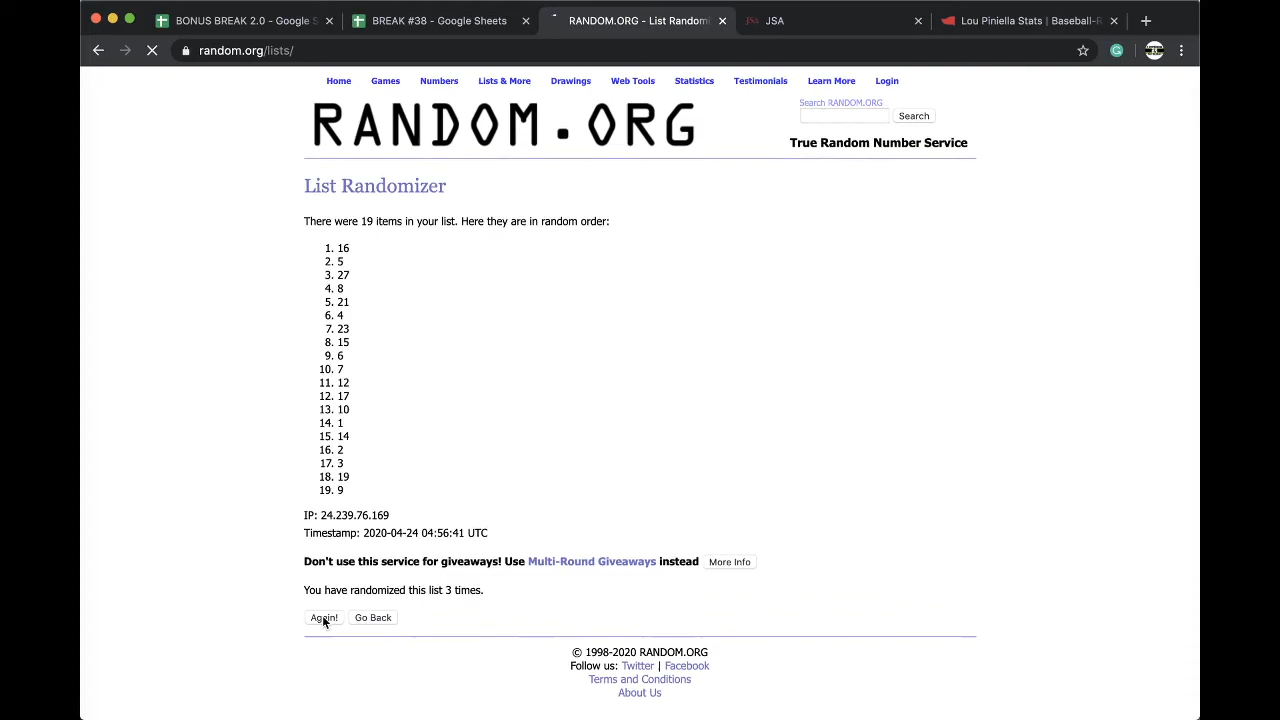 BONUS BREAK 2.0 - Google S
BREAK #38 - Google Sheets
RANDOM.ORG - List Randomi
JSA
Lou Piniella Stats | Baseball-R
random.org/lists/
Home Games Numbers Lists & More Drawings Web Tools Statistics Testimonials Learn More Login
RANDOM.ORG
Search RANDOM.ORG
Search
True Random Number Service
List Randomizer
There were 19 items in your list. Here they are in random order:
1. 16
2. 5
3. 27
4. 8
5. 21
6. 4
7. 23
8. 15
9. 6
10. 7
11. 12
12. 17
13. 10
14. 1
15. 14
16. 2
17. 3
18. 19
19. 9
IP: 24.239.76.169
Timestamp: 2020-04-24 04:56:41 UTC
Don't use this service for giveaways! Use Multi-Round Giveaways instead More Info
You have randomized this list 3 times.
Again! Go Back
© 1998-2020 RANDOM.ORG
Follow us: Twitter | Facebook
Terms and Conditions
About Us